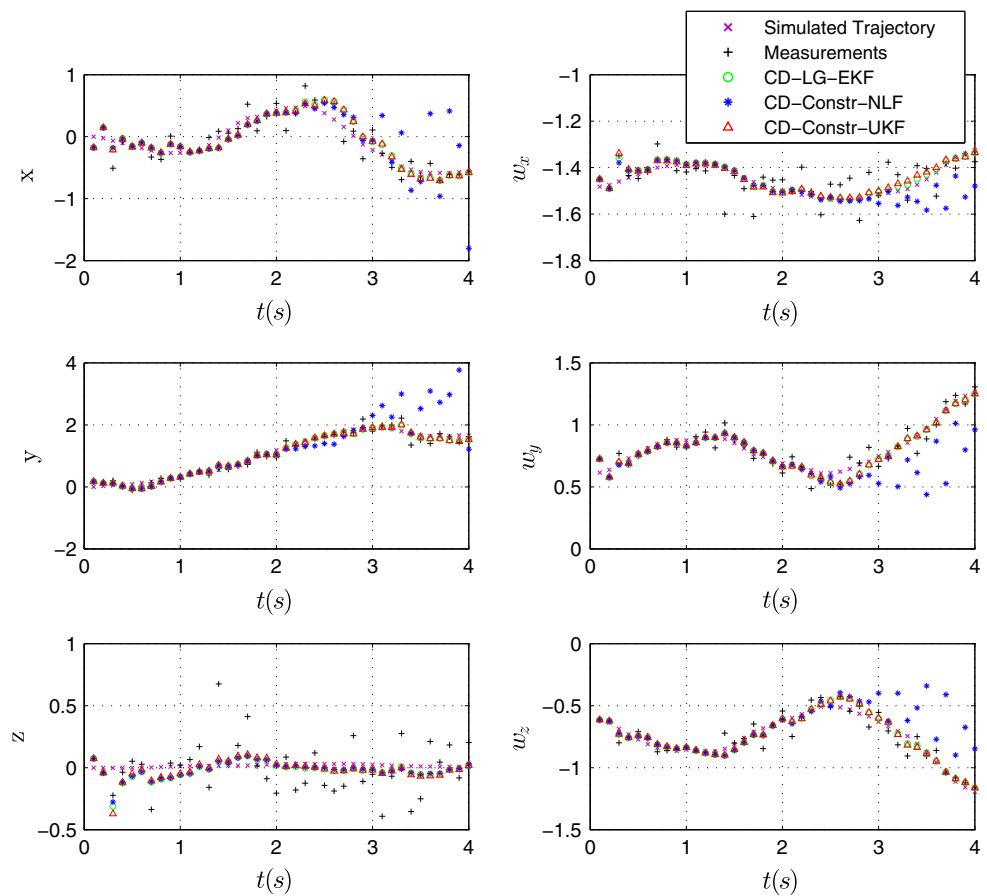 Simulated Trajectory
Measurements
CD−LG−EKF
CD−Constr−NLF
CD−Constr−UKF
1
0
−1
−2
x
0 1 2 3 4
t(s)
−1
−1.2
−1.4
−1.6
−1.8
w_x
0 1 2 3 4
t(s)
4
2
0
−2
y
0 1 2 3 4
t(s)
1.5
1
0.5
0
w_y
0 1 2 3 4
t(s)
1
0.5
0
−0.5
z
0 1 2 3 4
t(s)
−0
−0.5
−1
−1.5
w_z
0 1 2 3 4
t(s)